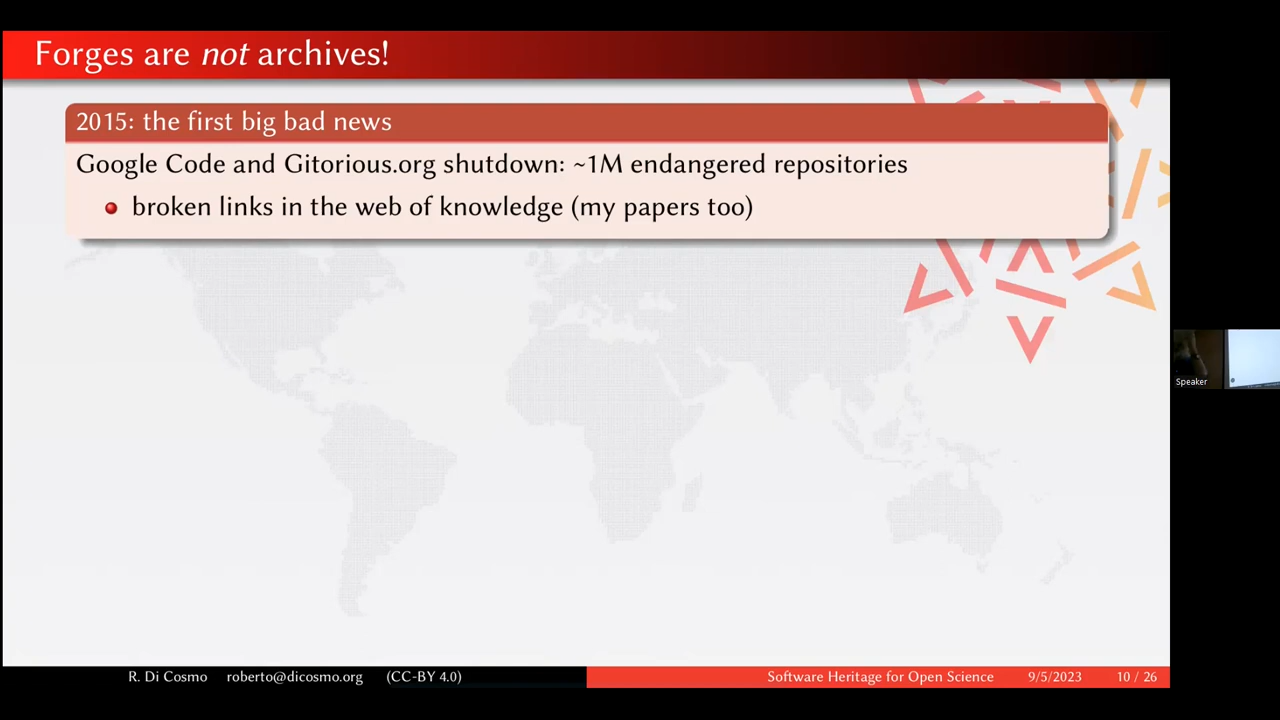 Forges are not archives!
2015: the first big bad news
Google Code and Gitorious.org shutdown: ~1M endangered repositories
broken links in the web of knowledge (my papers too)
Speaker
R. Di Cosmo roberto@dicosmo.org (CC-BY 4.0) Software Heritage for Open Science 9/5/2023 10 / 26